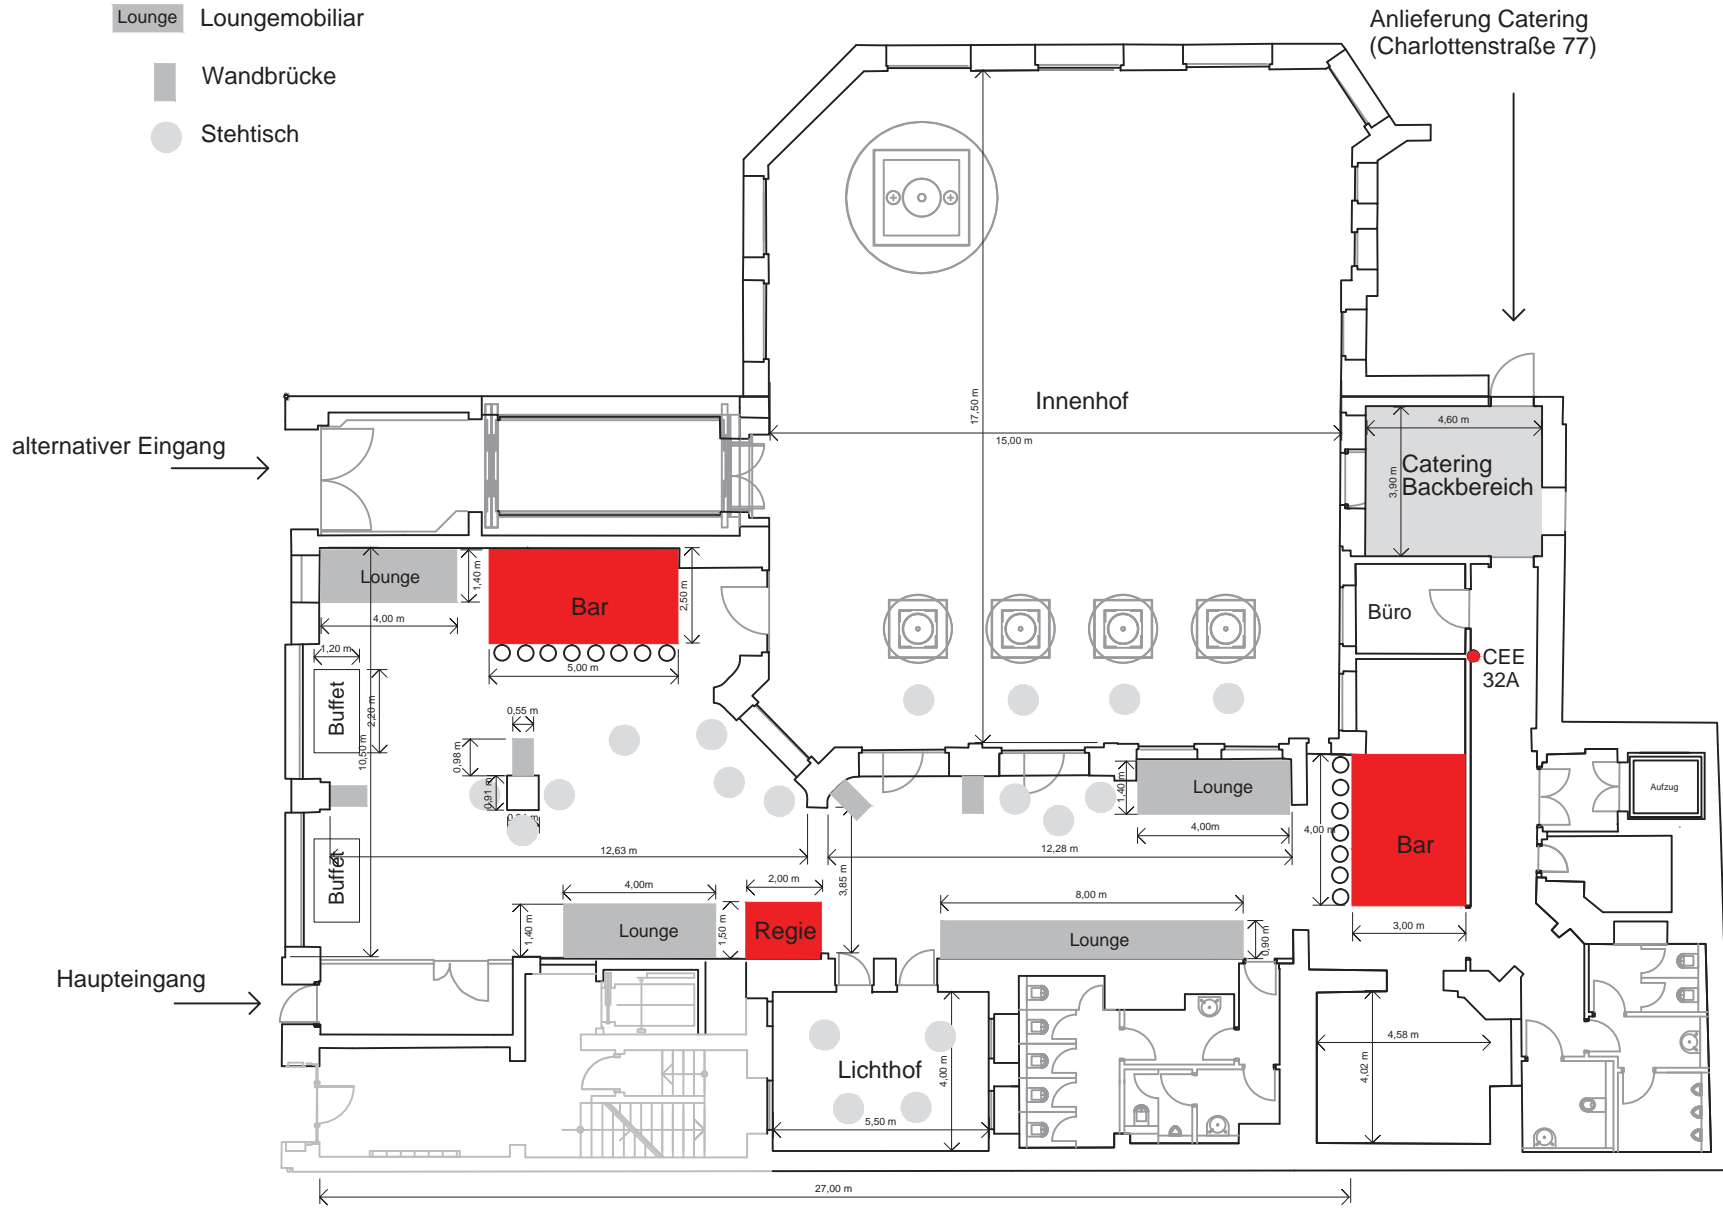 Lounge Loungemobiliar
Wandbrücke
Stehtisch
Anlieferung Catering
(Charlottenstraße 77)
alternativer Eingang
Haupteingang
Innenhof
17,50 m
15,00 m
4,60 m
3,90 m
Catering
Backbereich
Büro
CEE
32A
Lounge
1,40 m
4,00 m
Bar
2,50 m
5,00 m
1,20 m
Buffet
2,20 m
10,50 m
0,55 m
0,98 m
0,91 m
Buffet
12,63 m
4,00m
1,40 m
Lounge
2,00 m
1,50 m
Regie
3,85 m
12,28 m
1,40 m
Lounge
4,00m
4,00 m
Bar
3,00 m
8,00 m
Lounge
0,90 m
Aufzug
Lichthof
4,00 m
5,50 m
4,58 m
4,02 m
27,00 m